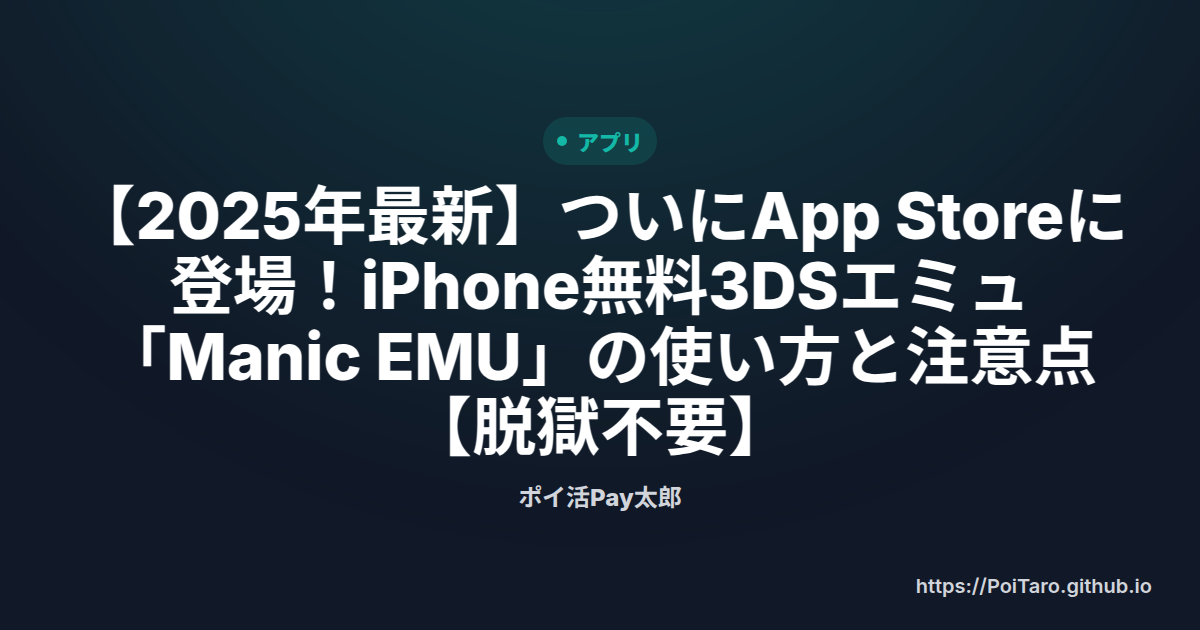 アプリ
【2025年最新】ついにApp Storeに
登場！iPhone無料3DSエミュ
「Manic EMU」の使い方と注意点
【脱獄不要】
ポイ活Pay太郎
https://PoiTaro.github.io